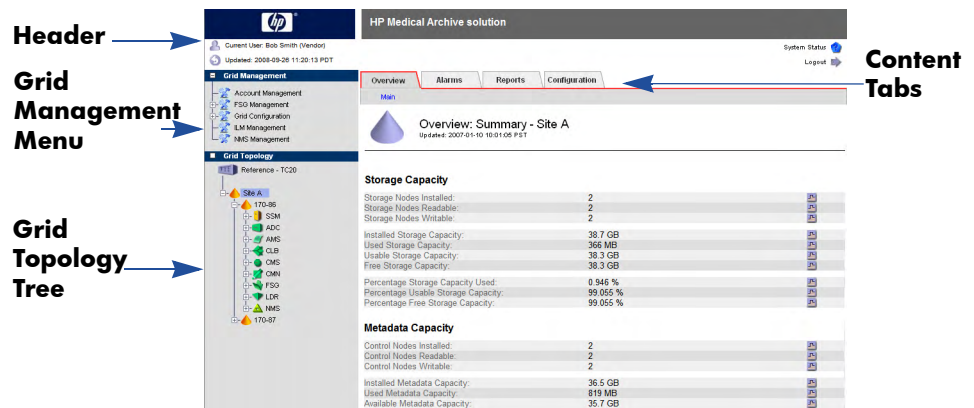 hp
HP Medical Archive solution
Header
Current User: Bob Smith (Vendor)
Updated: 2008-09-26 11:20:13 PDT
System Status
Logout
Content
Tabs
Grid
Management
Menu
Grid Management
Account Management
FSG Management
Grid Configuration
ILM Management
NMS Management
Overview
Alarms
Reports
Configuration
Main
Overview: Summary - Site A
Updated: 2007-01-10 10:01:05 PST
Grid
Topology
Tree
Grid Topology
Reference - TC20
Site A
170-86
SSM
ADC
AMS
CLB
CMS
CMN
FSG
LDR
NMS
170-87
Storage Capacity
Storage Nodes Installed: 2
Storage Nodes Readable: 2
Storage Nodes Writable: 2
Installed Storage Capacity: 38.7 GB
Used Storage Capacity: 366 MB
Usable Storage Capacity: 38.3 GB
Free Storage Capacity: 38.3 GB
Percentage Storage Capacity Used: 0.946 %
Percentage Usable Storage Capacity: 99.055 %
Percentage Free Storage Capacity: 99.055 %
Metadata Capacity
Control Nodes Installed: 2
Control Nodes Readable: 2
Control Nodes Writable: 2
Installed Metadata Capacity: 36.5 GB
Used Metadata Capacity: 819 MB
Available Metadata Capacity: 35.7 GB